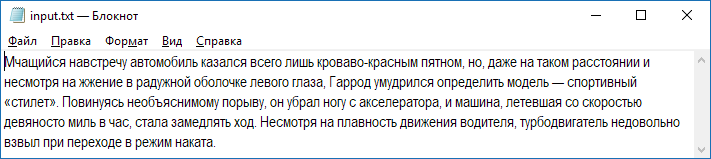 input.txt — Блокнот
Файл Правка Формат Вид Справка
Мчащийся навстречу автомобиль казался всего лишь кроваво-красным пятном, но, даже на таком расстоянии и
несмотря на жжение в радужной оболочке левого глаза, Гаррод умудрился определить модель — спортивный
«стилет». Повинуясь необъяснимому порыву, он убрал ногу с акселератора, и машина, летевшая со скоростью
девяносто миль в час, стала замедлять ход. Несмотря на плавность движения водителя, турбодвигатель недовольно
взвыл при переходе в режим наката.